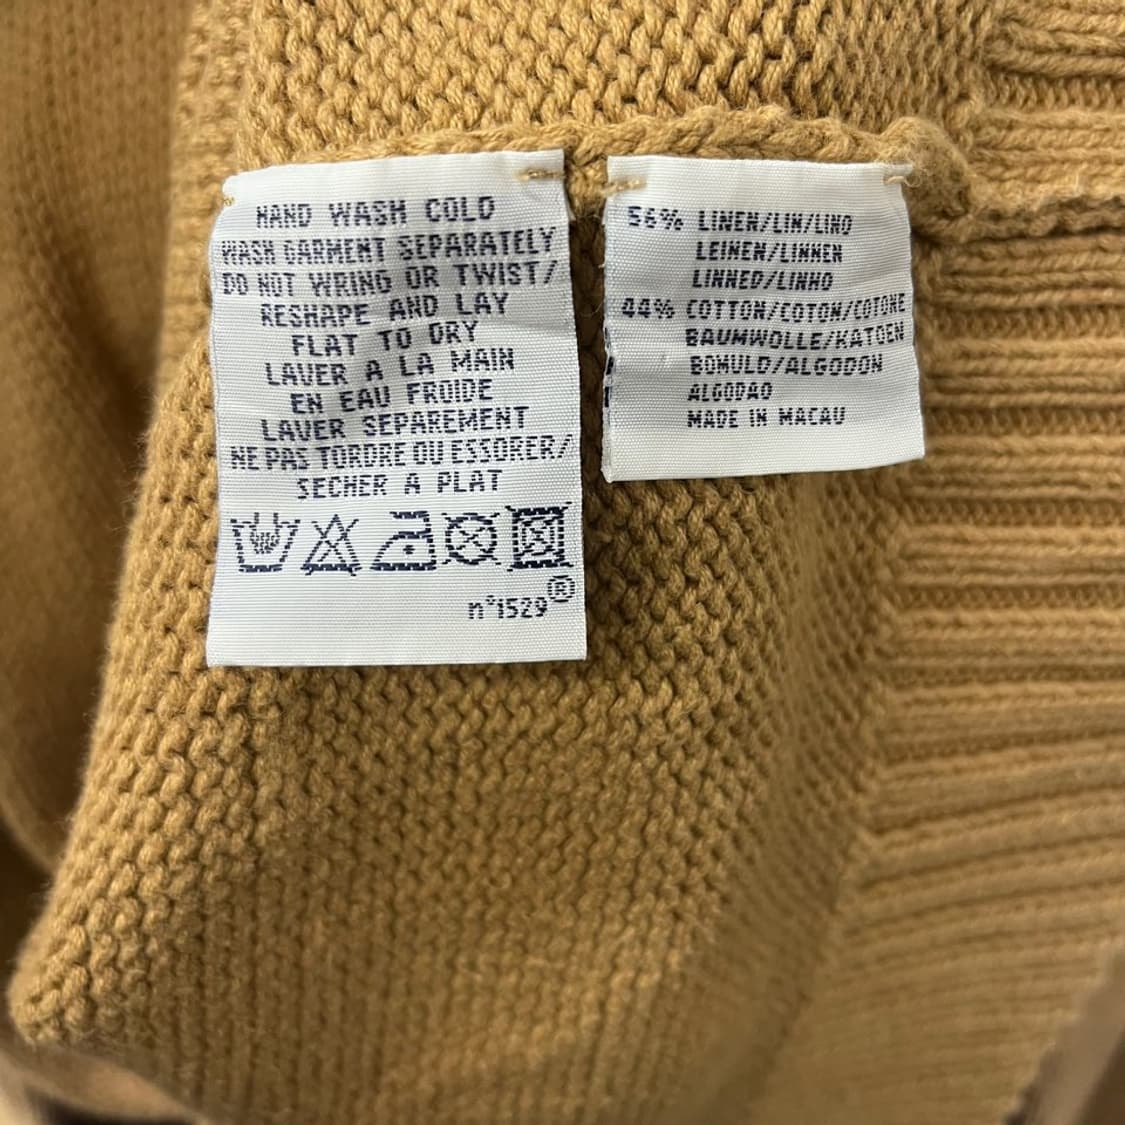 HAND WASH COLD
WASH GARMENT SEPARATELY
DO NOT WRING OR TWIST/
RESHAPE AND LAY
FLAT TO DRY
LAVER A LA MAIN
EN EAU FROIDE
LAVER SEPAREMENT
NE PAS TORDRE OU ESSORER/
SECHER A PLAT
n°1529®
56% LINEN/LIN/LINO
LEINEN/LINNEN
LINNED/LINHO
44% COTTON/COTON/COTONE
BAUMWOLLE/KATOEN
BOMULD/ALGODON
ALGODAO
MADE IN MACAU